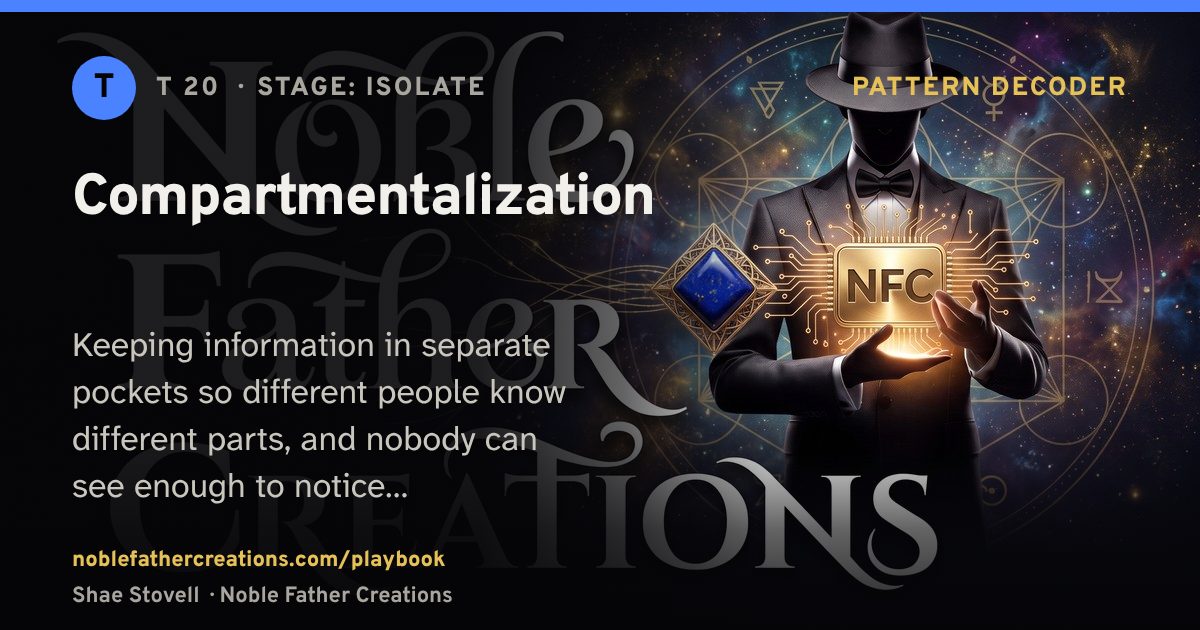 T
T 20 · STAGE: ISOLATE
PATTERN DECODER
Compartmentalization
Keeping information in separate
pockets so different people know
different parts, and nobody can
see enough to notice...
noblefathercreations.com/playbook
Shae Stovell · Noble Father Creations
Noble
Father
Creations
NFC